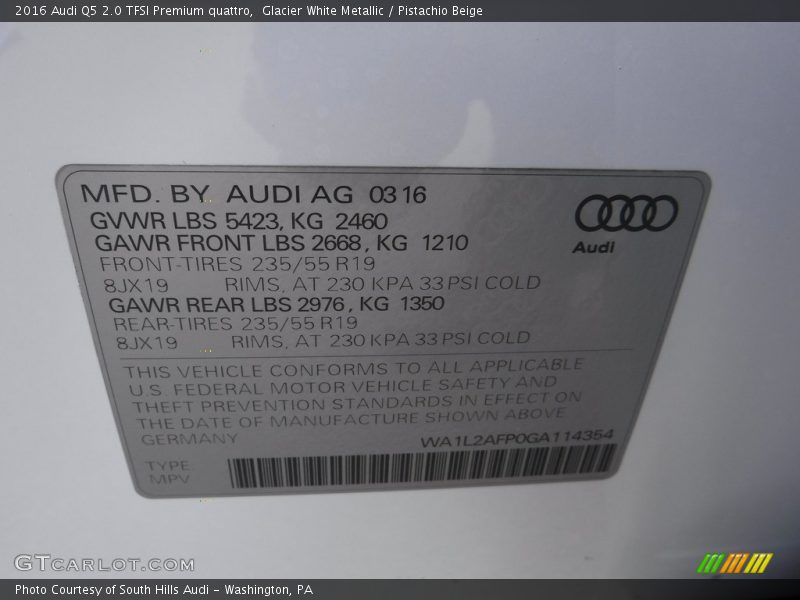 2016 Audi Q5 2.0 TFSI Premium quattro,  Glacier White Metallic / Pistachio Beige
MFD. BY AUDI AG 03 16
GVWR LBS 5423, KG 2460
GAWR FRONT LBS 2668, KG 1210
FRONT-TIRES 235/55 R19
8JX19 RIMS, AT 230 KPA 33 PSI COLD
GAWR REAR LBS 2976, KG 1350
REAR-TIRES 235/55 R19
8JX19 RIMS, AT 230 KPA 33 PSI COLD
Audi
THIS VEHICLE CONFORMS TO ALL APPLICABLE
U.S. FEDERAL MOTOR VEHICLE SAFETY AND
THEFT PREVENTION STANDARDS IN EFFECT ON
THE DATE OF MANUFACTURE SHOWN ABOVE
GERMANY WA1L2AFP0GA114354
TYPE
MPV
GTCARLOT.COM
Photo Courtesy of South Hills Audi - Washington, PA